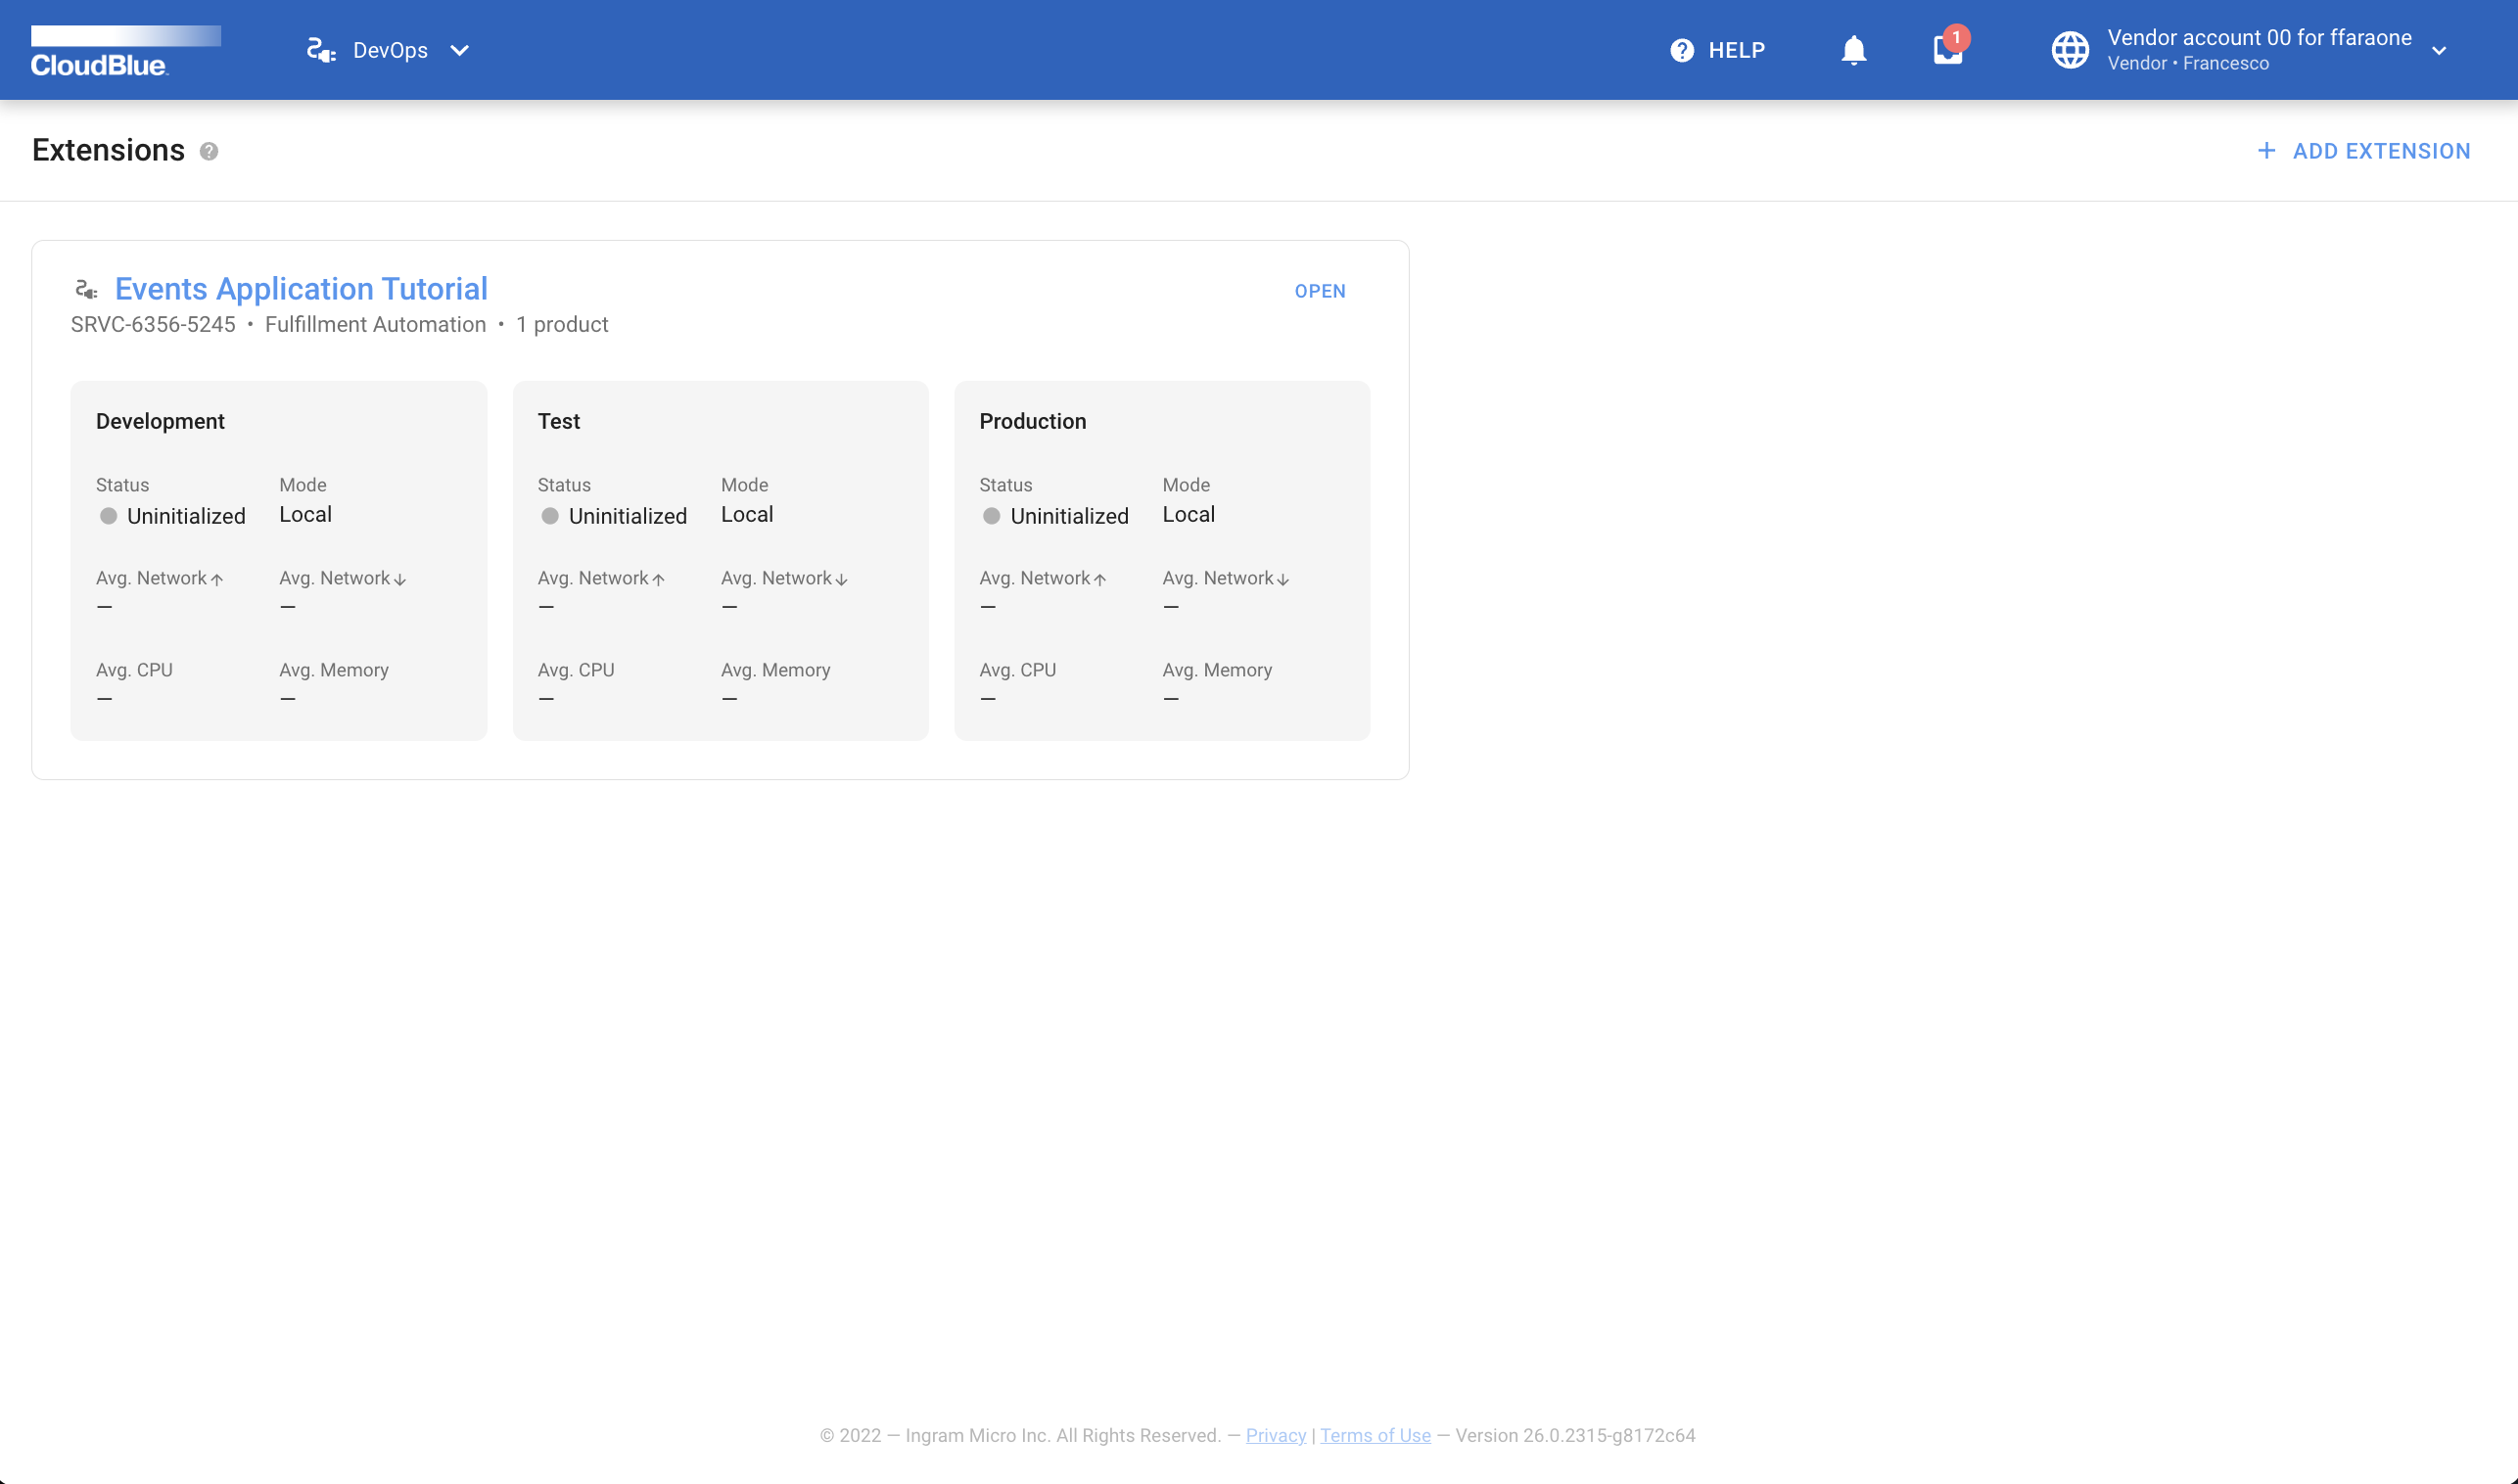 CloudBlue
DevOps
HELP
1
Vendor account 00 for ffaraone
Vendor • Francesco
Extensions
+ ADD EXTENSION
Events Application Tutorial
OPEN
SRVC-6356-5245 • Fulfillment Automation • 1 product
Development
Status Mode
Uninitialized Local
Avg. Network↑ Avg. Network↓
— —
Avg. CPU Avg. Memory
— —
Test
Status Mode
Uninitialized Local
Avg. Network↑ Avg. Network↓
— —
Avg. CPU Avg. Memory
— —
Production
Status Mode
Uninitialized Local
Avg. Network↑ Avg. Network↓
— —
Avg. CPU Avg. Memory
— —
© 2022 — Ingram Micro Inc. All Rights Reserved. — Privacy | Terms of Use — Version 26.0.2315-g8172c64